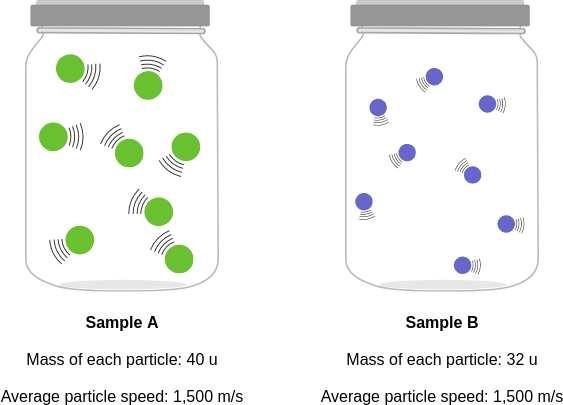 Sample A
Sample B
Mass of each particle: 40 u
Mass of each particle: 32 u
Average particle speed: 1,500 m/s
Average particle speed: 1,500 m/s